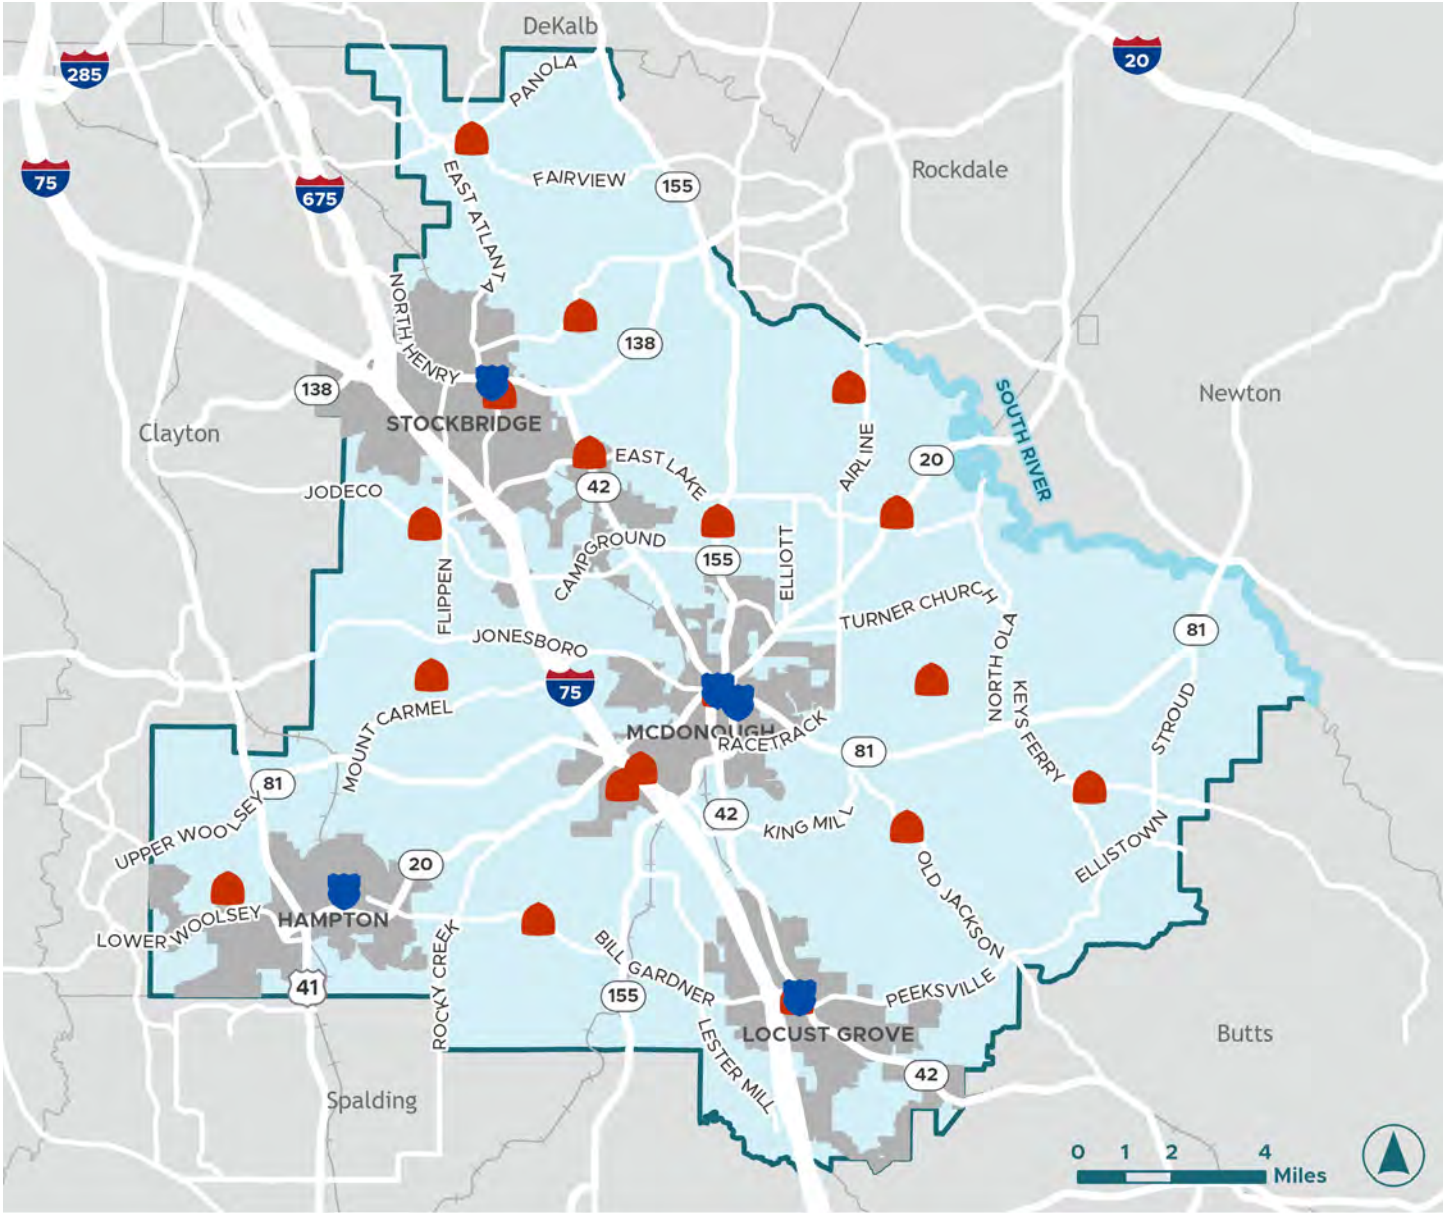 DeKalb
285
20
PANOLA
75
675
EAST ATLANTA
FAIRVIEW
155
Rockdale
NORTH HENRY
138
138
STOCKBRIDGE
Clayton
SOUTH RIVER
Newton
JODECO
42
EAST LAKE
AIRLINE
20
CAMPGROUND
155
ELLIOTT
FLIPPEN
JONESBORO
TURNER CHURCH
NORTH OLA
81
75
MOUNT CARMEL
MCDONOUGH
RACETRACK
81
KEYS FERRY
STROUD
81
UPPER WOOLSEY
42
KING MILL
ELLISTOWN
20
OLD JACKSON
HAMPTON
LOWER WOOLSEY
ROCKY CREEK
BILL GARDNER
41
155
PEEKSVILLE
LOCUST GROVE
Butts
LESTER MILL
42
Spalding
0 1 2 4
Miles